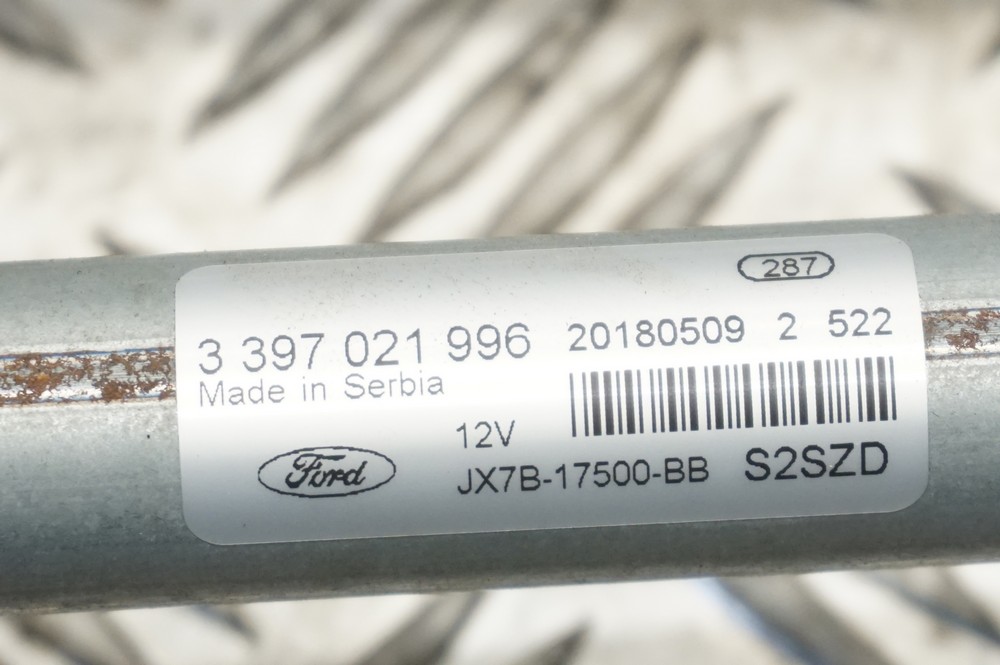 287
3 397 021 996 20180509 2 522
Made in Serbia
12V
Ford JX7B-17500-BB S2SZD